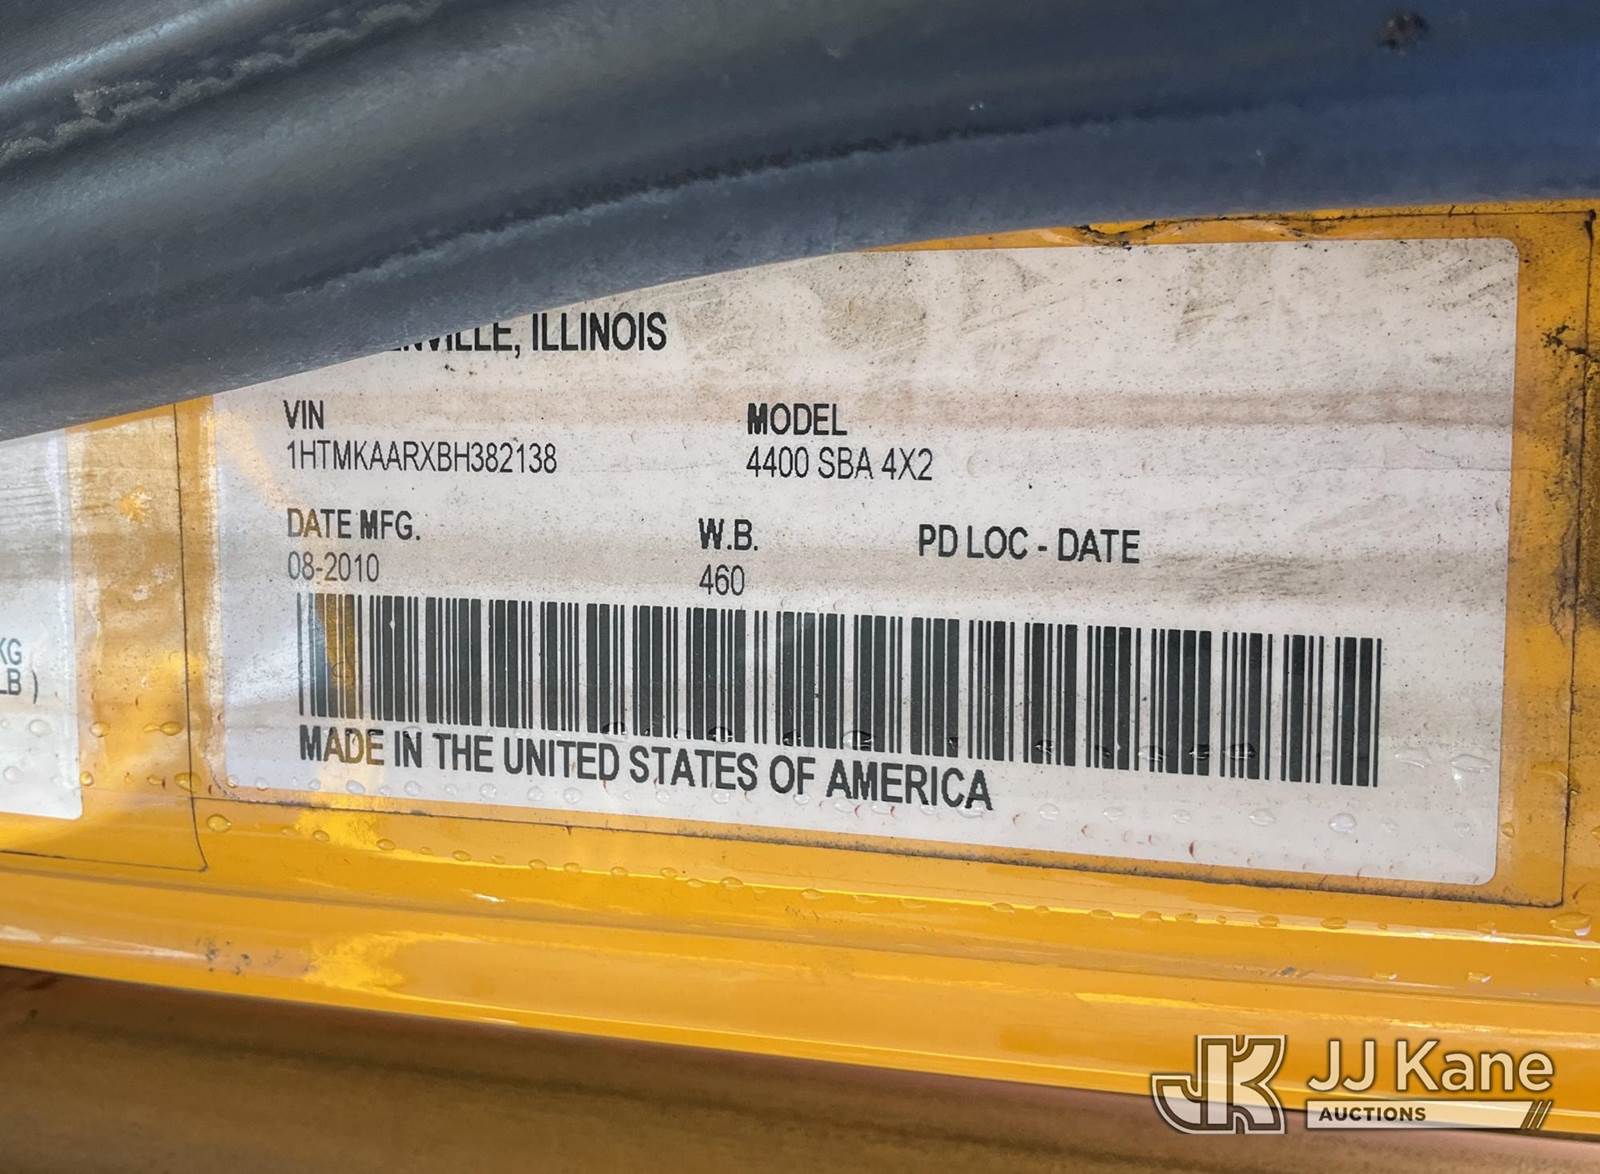 ILLINOIS
VIN
1HTMKAARXBH382138
MODEL
4400 SBA 4X2
DATE MFG.
08-2010
W.B.
460
PD LOC - DATE
MADE IN THE UNITED STATES OF AMERICA
KG
LB )
JK
JJ Kane
AUCTIONS